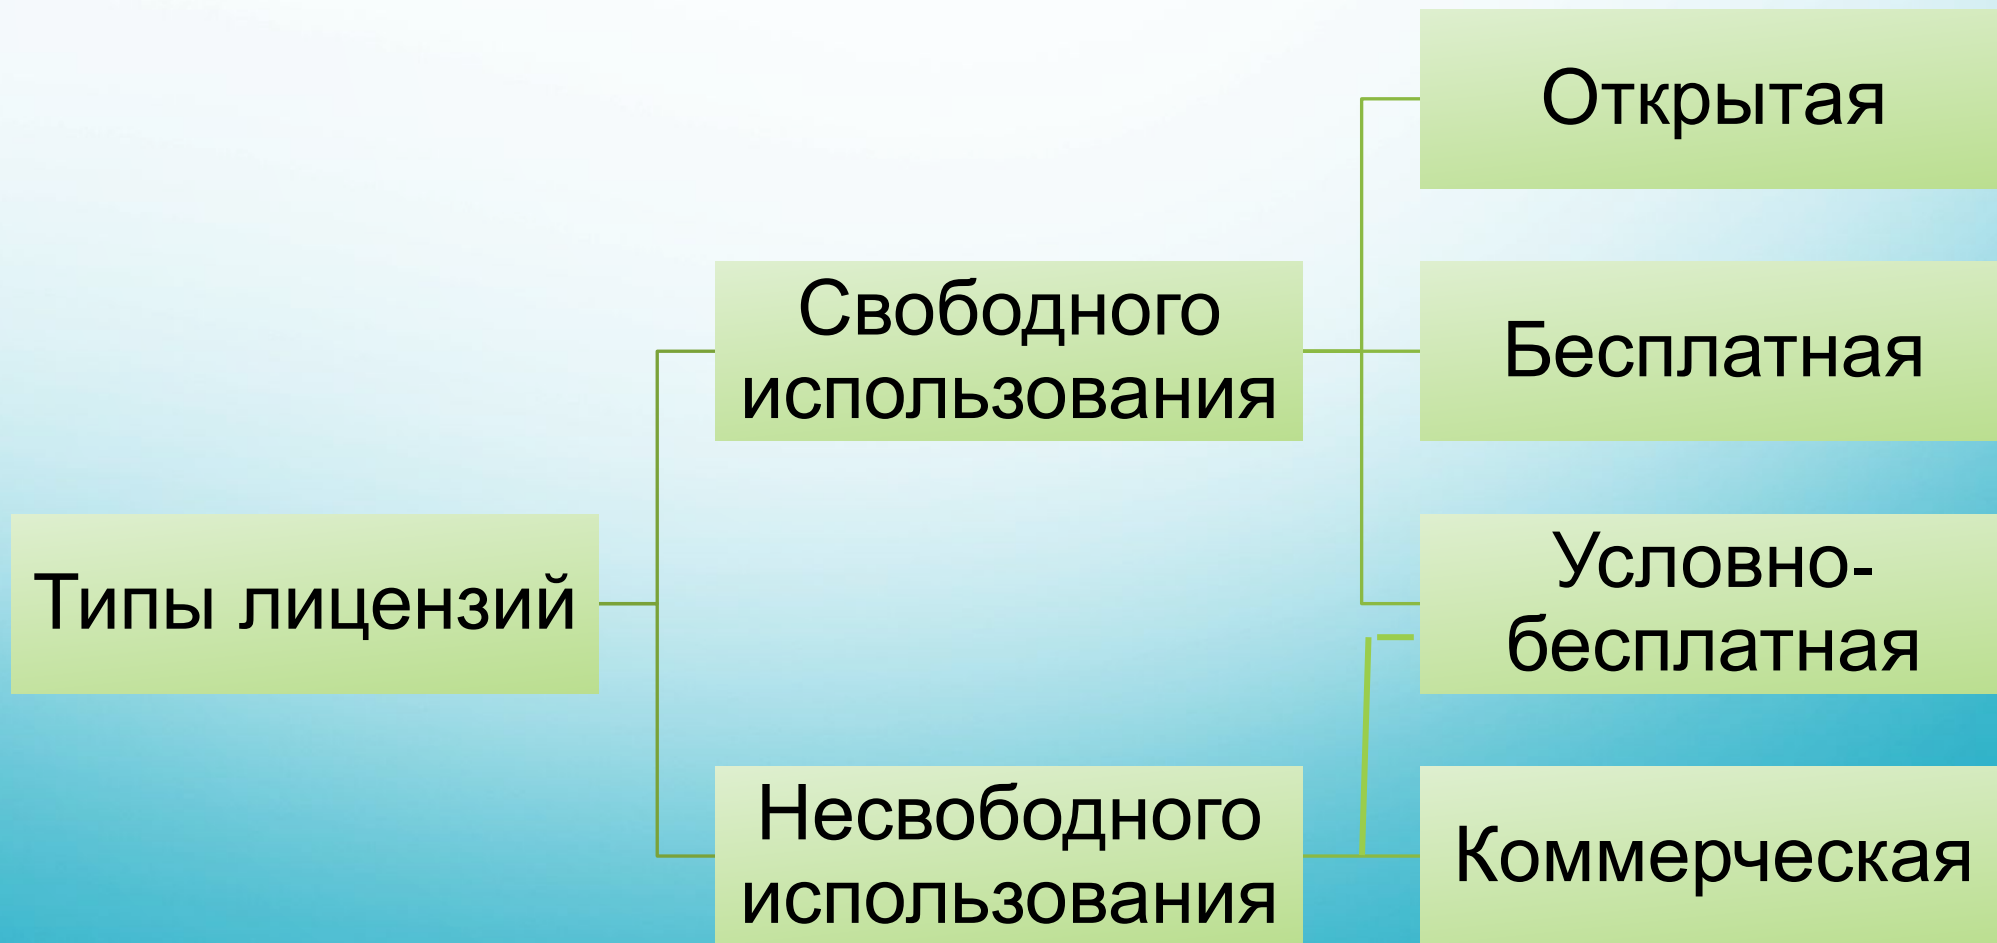 Типы лицензий
Свободного
использования
Открытая
Бесплатная
Условно-
бесплатная
Несвободного
использования
Коммерческая